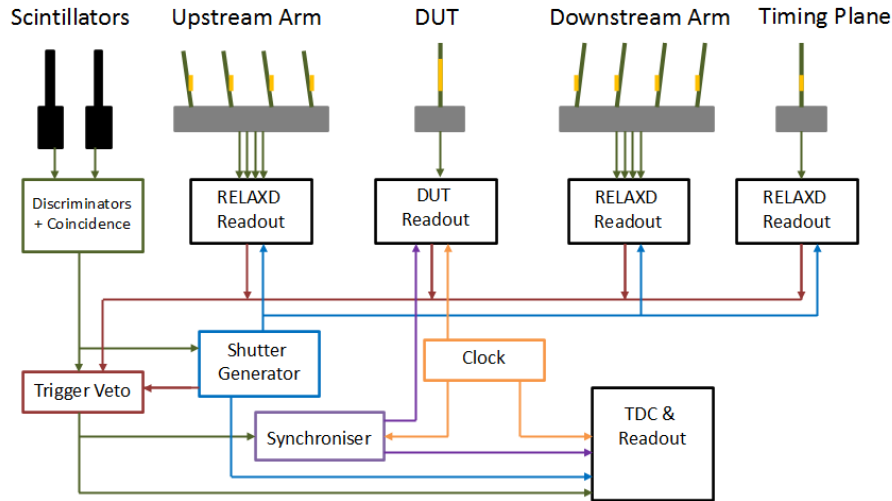 Scintillators
Upstream Arm
DUT
Downstream Arm
Timing Plane
Discriminators
+ Coincidence
RELAXD
Readout
DUT
Readout
RELAXD
Readout
RELAXD
Readout
Shutter
Generator
Clock
Trigger Veto
Synchroniser
TDC &
Readout